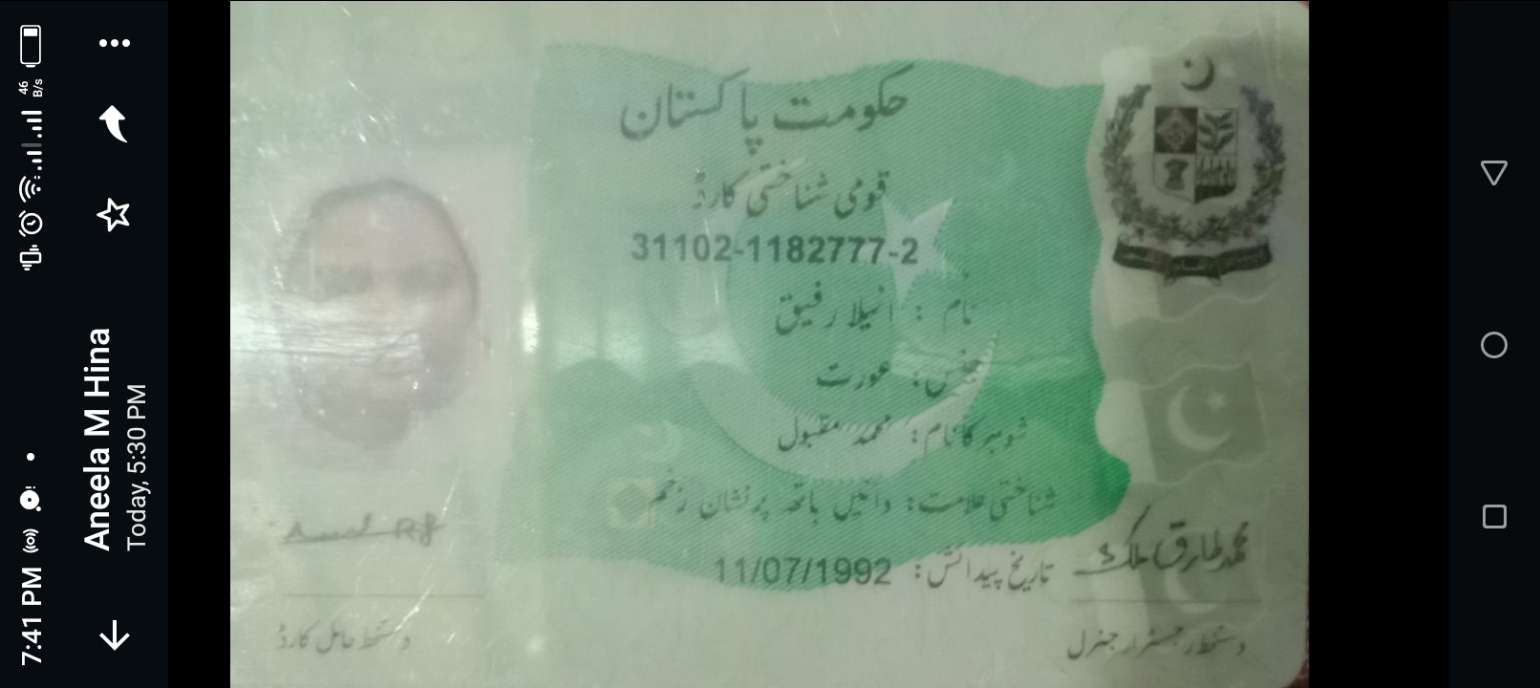 7:41 PM
46 B/s
Aneela M Hina
Today, 5:30 PM
حکومت پاکستان
قومی شناختی کارڈ
31102-1182777-2
نام : انیلا رفیق
جنس : عورت
شوہر کا نام : محمد مقبول
شناختی علامت : دائیں ہاتھ پر نشان زخم
تاریخ پیدائش : 11/07/1992
محمد طارق ملک
دستخط حامل کارڈ
دستخط رجسٹرار جنرل